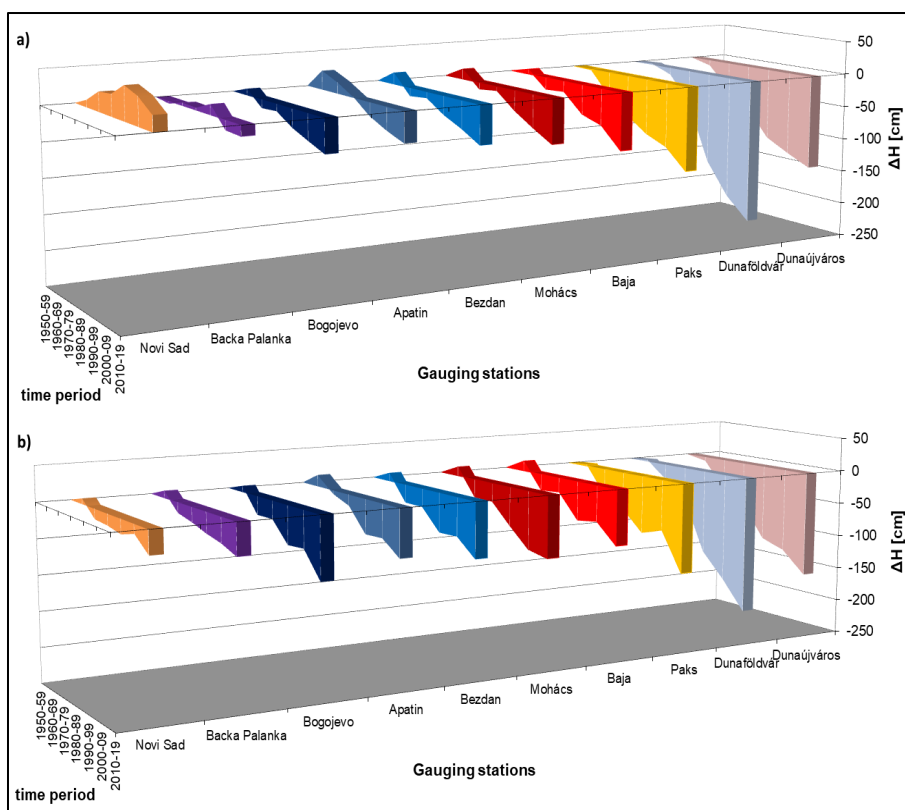 a)
50
0
-50
-100
-150
-200
-250
ΔH [cm]
1950-59
1960-69
1970-79
1980-89
1990-99
2000-09
2010-19
Novi Sad
Backa Palanka
Bogojevo
Apatin
Bezdan
Mohács
Baja
Paks
Dunaföldvár
Dunaújváros
Gauging stations
time period
b)
50
0
-50
-100
-150
-200
-250
ΔH [cm]
1950-59
1960-69
1970-79
1980-89
1990-99
2000-09
2010-19
Novi Sad
Backa Palanka
Bogojevo
Apatin
Bezdan
Mohács
Baja
Paks
Dunaföldvár
Dunaújváros
Gauging stations
time period